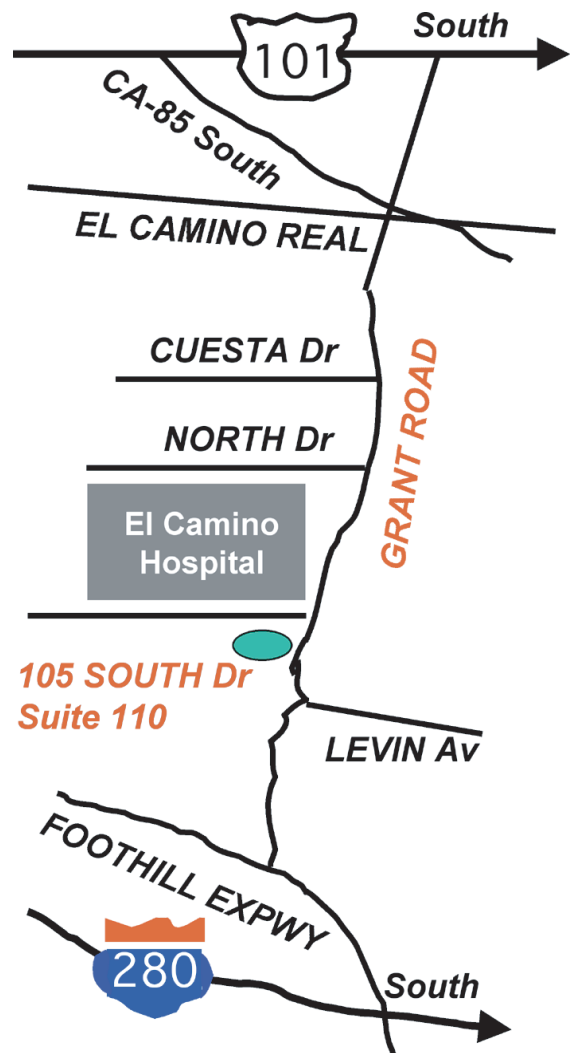 South
101
CA-85 South
EL CAMINO REAL
CUESTA Dr
NORTH Dr
GRANT ROAD
El Camino
Hospital
105 SOUTH Dr
Suite 110
LEVIN Av
FOOTHILL EXPWY
280
South